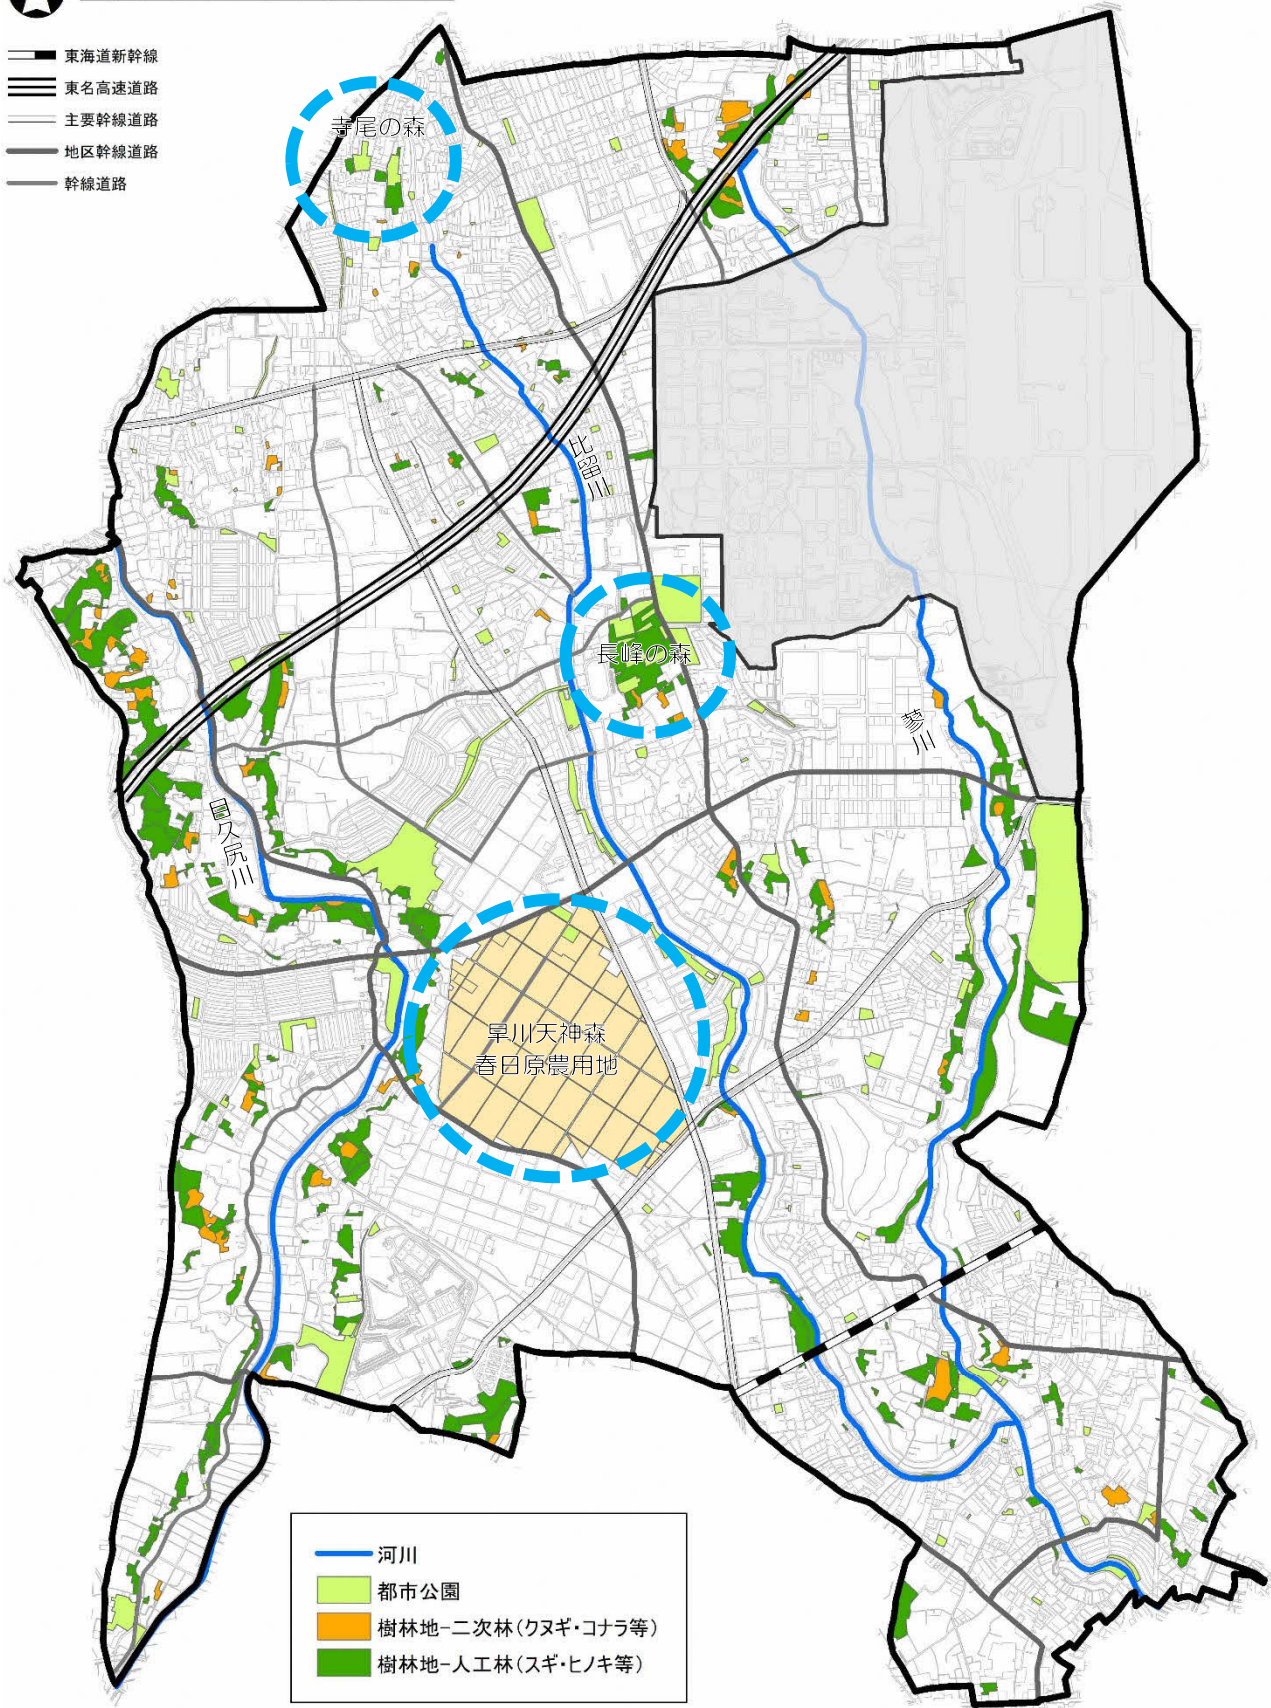 東海道新幹線
東名高速道路
主要幹線道路
地区幹線道路
幹線道路
寺尾の森
比留川
長峰の森
蓼川
目久尻川
早川天神森
春日原農用地
河川
都市公園
樹林地-二次林(クヌギ・コナラ等)
樹林地-人工林(スギ・ヒノキ等)